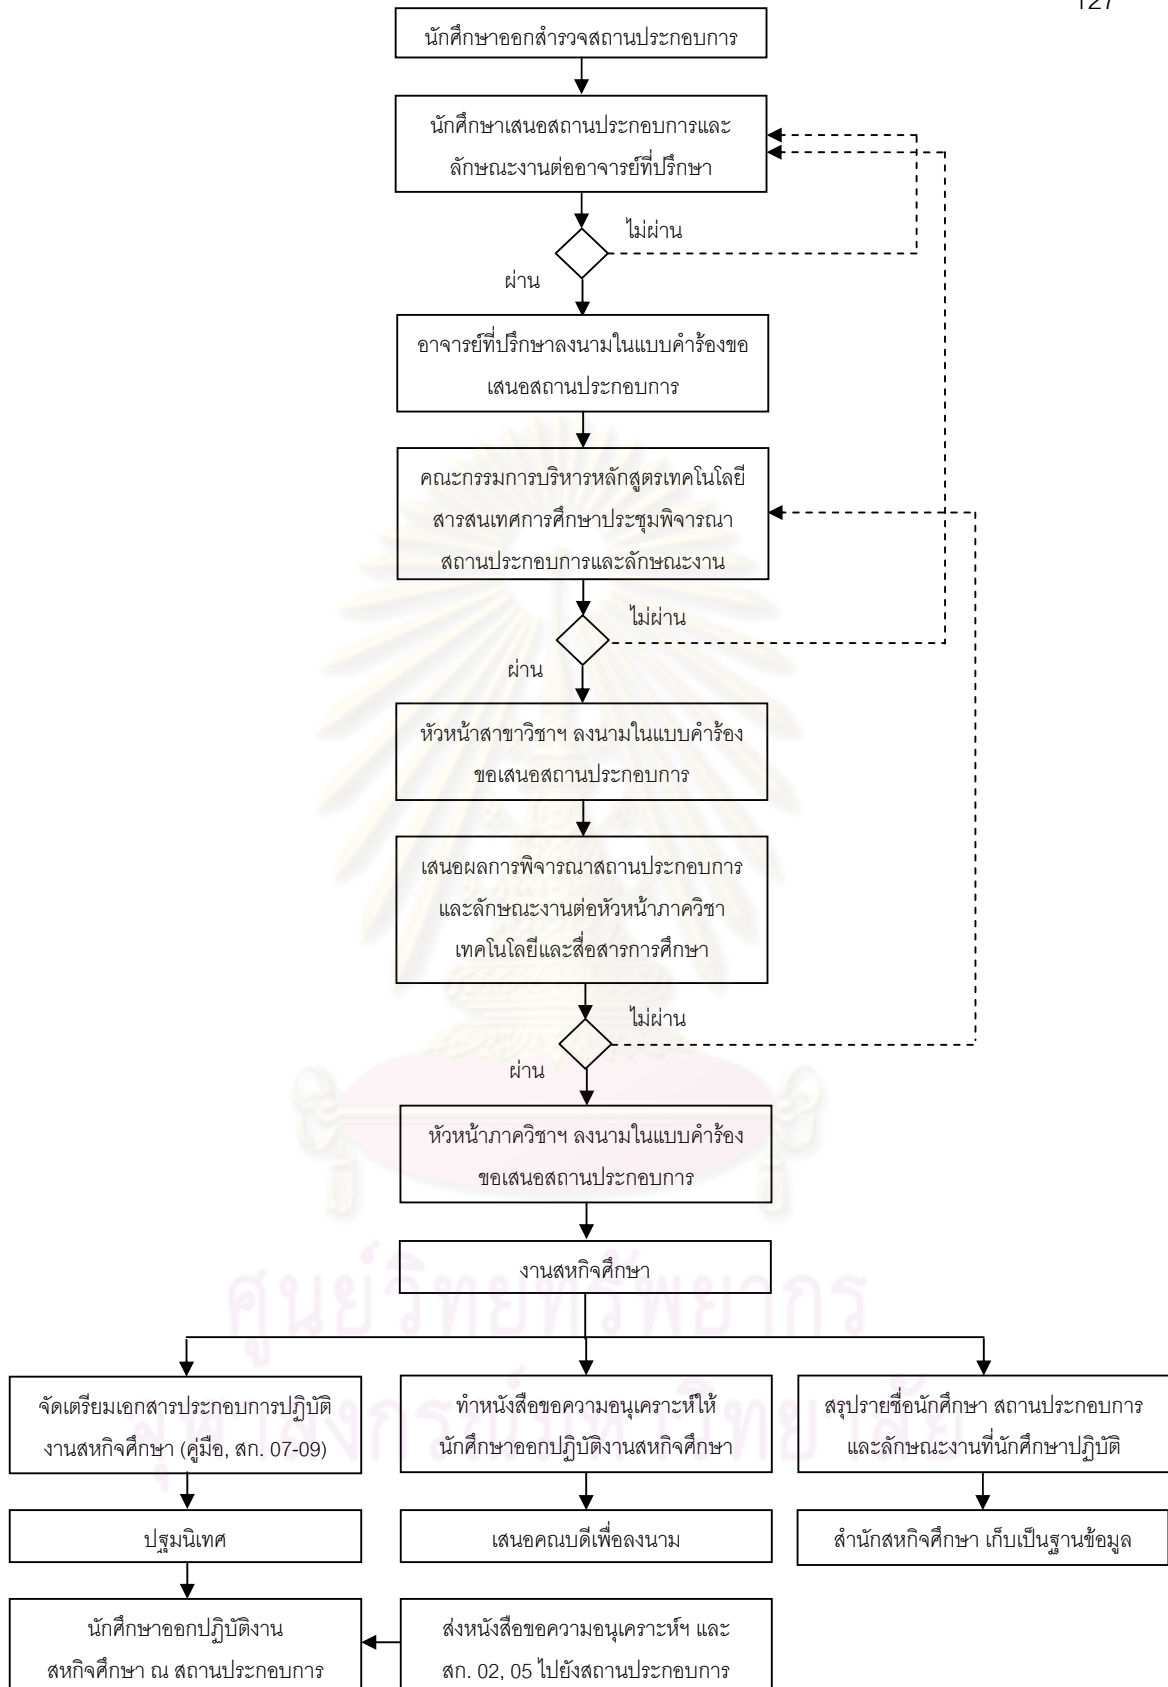 127
นักศึกษาออกสำรวจสถานประกอบการ
นักศึกษาเสนอสถานประกอบการและ
ลักษณะงานต่ออาจารย์ที่ปรึกษา
ไม่ผ่าน
ผ่าน
อาจารย์ที่ปรึกษาลงนามในแบบคำร้องขอ
เสนอสถานประกอบการ
คณะกรรมการบริหารหลักสูตรเทคโนโลยี
สารสนเทศการศึกษาประชุมพิจารณา
สถานประกอบการและลักษณะงาน
ไม่ผ่าน
ผ่าน
หัวหน้าสาขาวิชาฯ ลงนามในแบบคำร้อง
ขอเสนอสถานประกอบการ
เสนอผลการพิจารณาสถานประกอบการ
และลักษณะงานต่อหัวหน้าภาควิชา
เทคโนโลยีและสื่อสารการศึกษา
ไม่ผ่าน
ผ่าน
หัวหน้าภาควิชาฯ ลงนามในแบบคำร้อง
ขอเสนอสถานประกอบการ
งานสหกิจศึกษา
ศูนย์วิทยทรัพยากร
จุฬาลงกรณ์มหาวิทยาลัย
จัดเตรียมเอกสารประกอบการปฏิบัติ
งานสหกิจศึกษา (คู่มือ, สก. 07-09)
ทำหนังสือขอความอนุเคราะห์ให้
นักศึกษาออกปฏิบัติงานสหกิจศึกษา
สรุปรายชื่อนักศึกษา สถานประกอบการ
และลักษณะงานที่นักศึกษาปฏิบัติ
ปฐมนิเทศ
เสนอคณบดีเพื่อลงนาม
สำนักสหกิจศึกษา เก็บเป็นฐานข้อมูล
นักศึกษาออกปฏิบัติงาน
สหกิจศึกษา ณ สถานประกอบการ
ส่งหนังสือขอความอนุเคราะห์ฯ และ
สก. 02, 05 ไปยังสถานประกอบการ